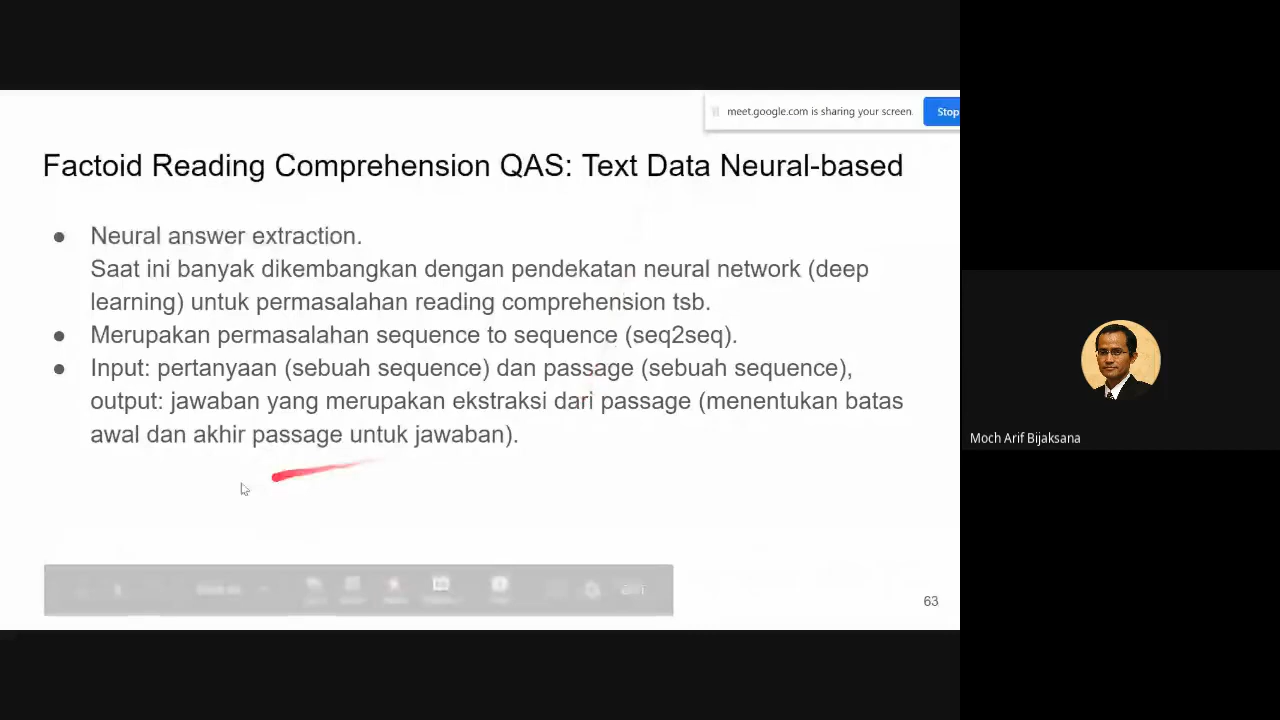 meet.google.com is sharing your screen.
Stop
Factoid Reading Comprehension QAS: Text Data Neural-based
● Neural answer extraction.
Saat ini banyak dikembangkan dengan pendekatan neural network (deep
learning) untuk permasalahan reading comprehension tsb.
● Merupakan permasalahan sequence to sequence (seq2seq).
● Input: pertanyaan (sebuah sequence) dan passage (sebuah sequence),
output: jawaban yang merupakan ekstraksi dari passage (menentukan batas
awal dan akhir passage untuk jawaban).
63
Moch Arif Bijaksana